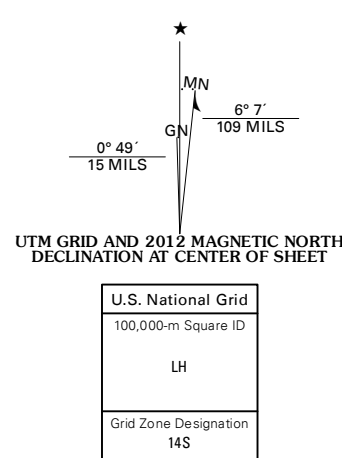 ★
MN
6° 7´
109 MILS
GN
0° 49´
15 MILS
UTM GRID AND 2012 MAGNETIC NORTH
DECLINATION AT CENTER OF SHEET
U.S. National Grid
100,000-m Square ID
LH
Grid Zone Designation
14S